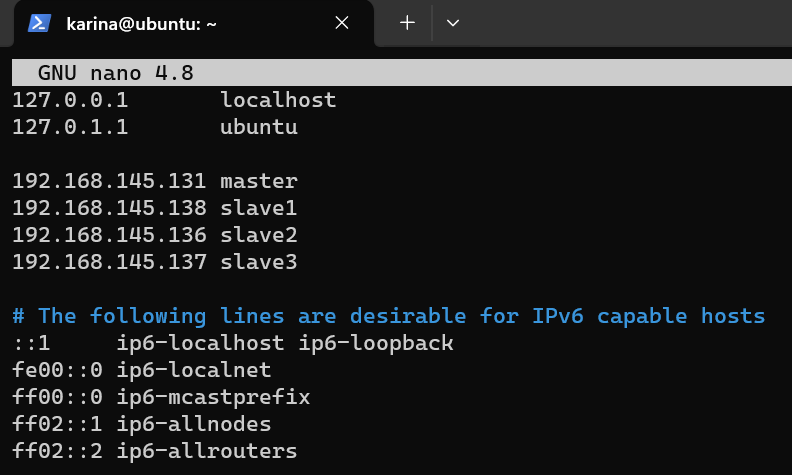 karina@ubuntu: ~
GNU nano 4.8
127.0.0.1 localhost
127.0.1.1 ubuntu
192.168.145.131 master
192.168.145.138 slave1
192.168.145.136 slave2
192.168.145.137 slave3
# The following lines are desirable for IPv6 capable hosts
::1 ip6-localhost ip6-loopback
fe00::0 ip6-localnet
ff00::0 ip6-mcastprefix
ff02::1 ip6-allnodes
ff02::2 ip6-allrouters